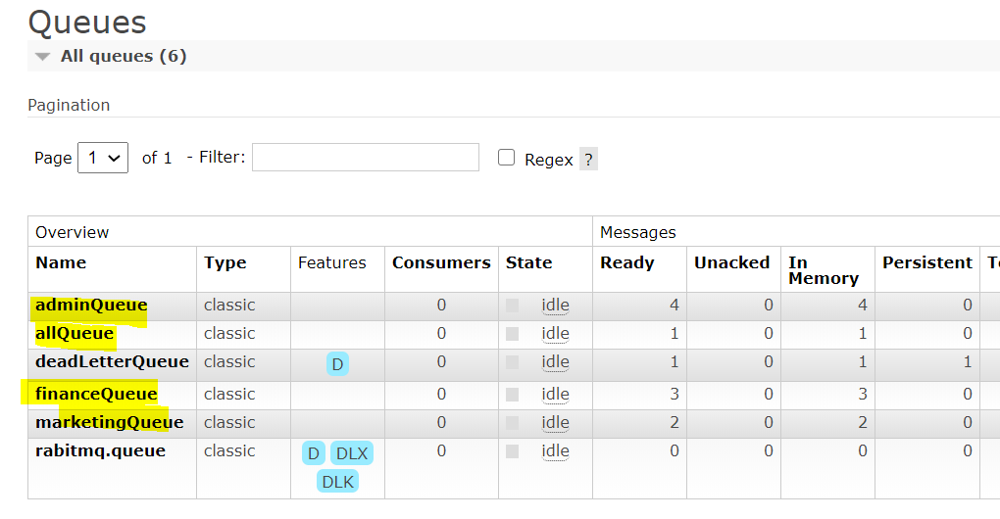 Queues
All queues (6)
Pagination
Page 1 of 1 - Filter: Regex ?
Overview Messages
Name Type Features Consumers State Ready Unacked In Memory Persistent
adminQueue classic 0 idle 4 0 4 0
allQueue classic 0 idle 1 0 1 0
deadLetterQueue classic D 0 idle 1 0 1 1
financeQueue classic 0 idle 3 0 3 0
marketingQueue classic 0 idle 2 0 2 0
rabitmq.queue classic D DLX 0 idle 0 0 0 0
DLK